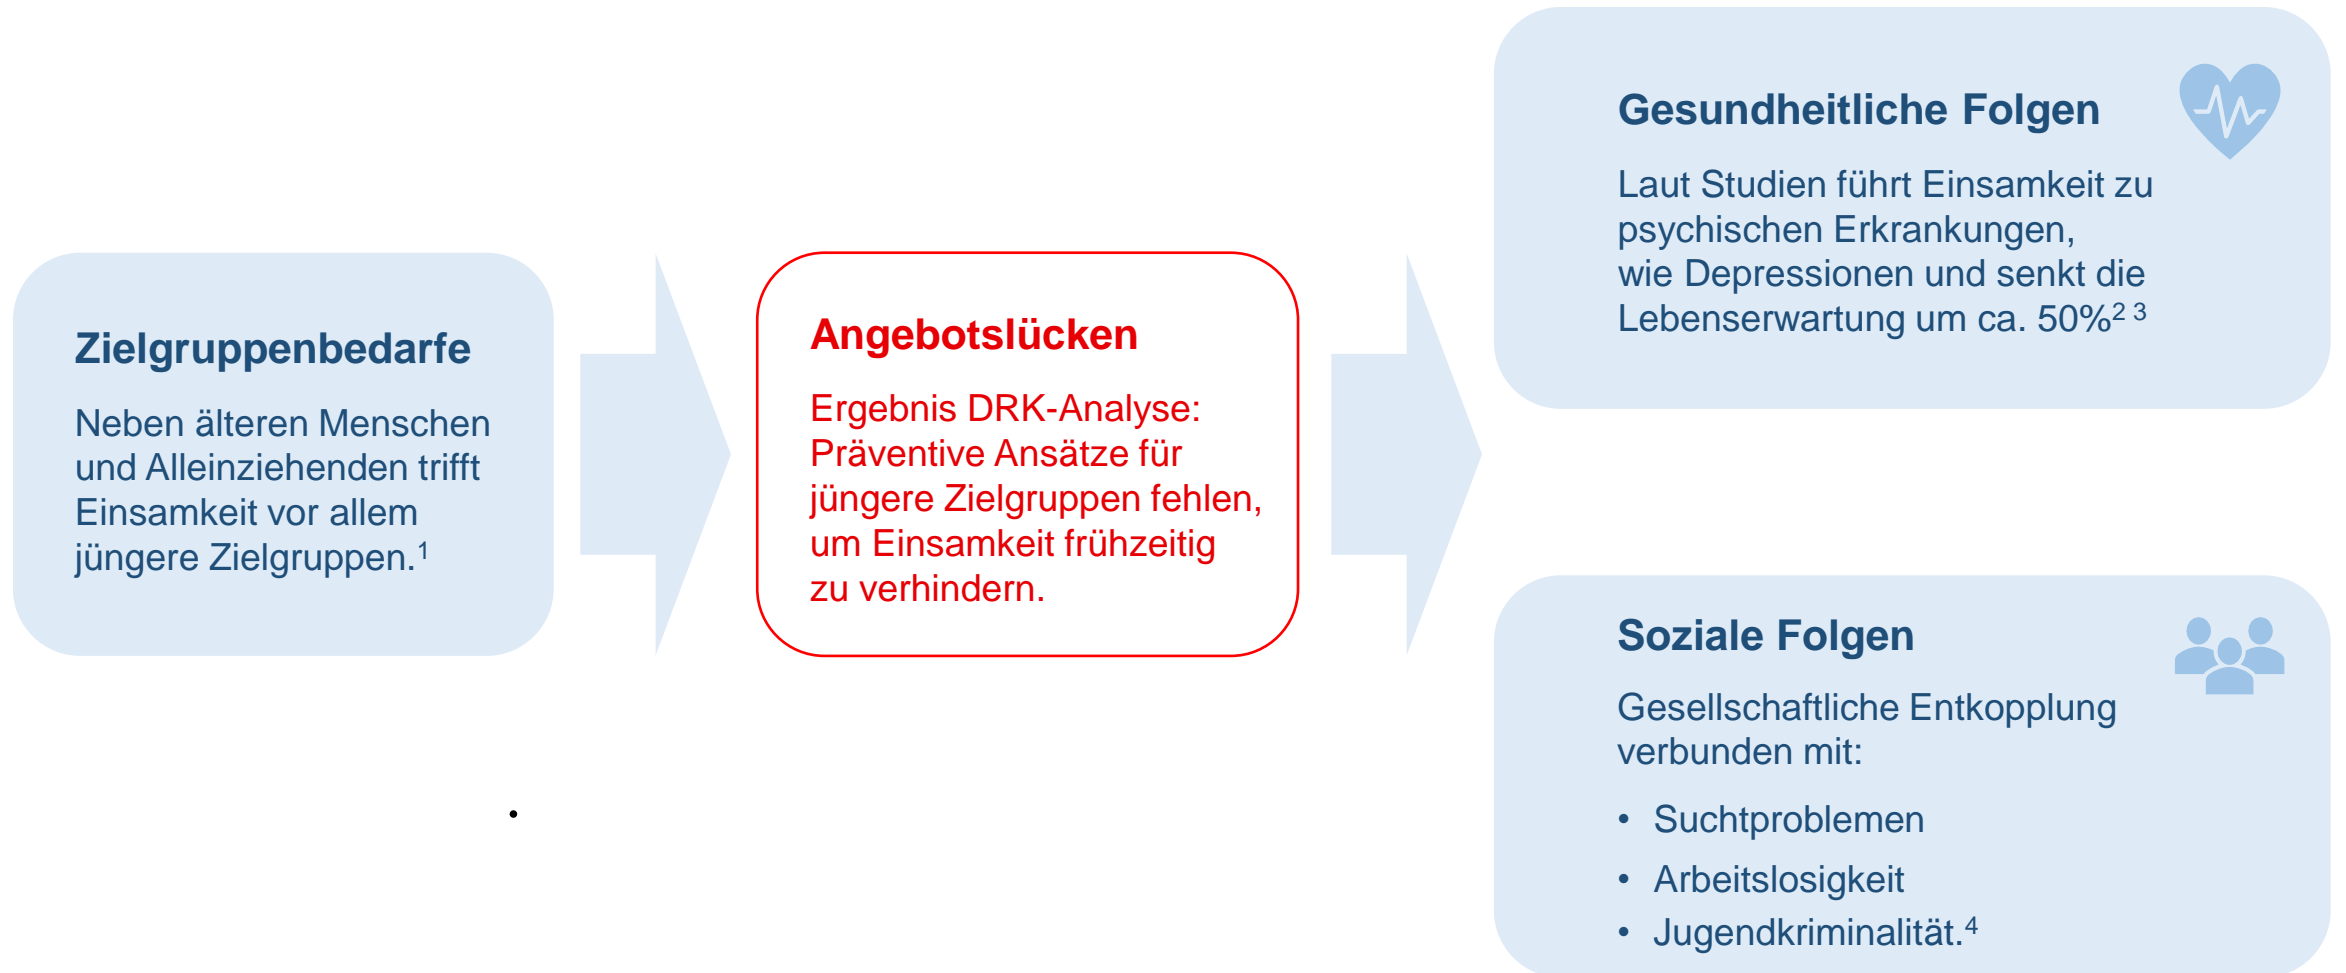 Zielgruppenbedarfe
Neben älteren Menschen
und Alleinziehenden trifft
Einsamkeit vor allem
jüngere Zielgruppen.¹
Angebotslücken
Ergebnis DRK-Analyse:
Präventive Ansätze für
jüngere Zielgruppen fehlen,
um Einsamkeit frühzeitig
zu verhindern.
Gesundheitliche Folgen
Laut Studien führt Einsamkeit zu
psychischen Erkrankungen,
wie Depressionen und senkt die
Lebenserwartung um ca. 50%² ³
Soziale Folgen
Gesellschaftliche Entkopplung
verbunden mit:
• Suchtproblemen
• Arbeitslosigkeit
• Jugendkriminalität.⁴